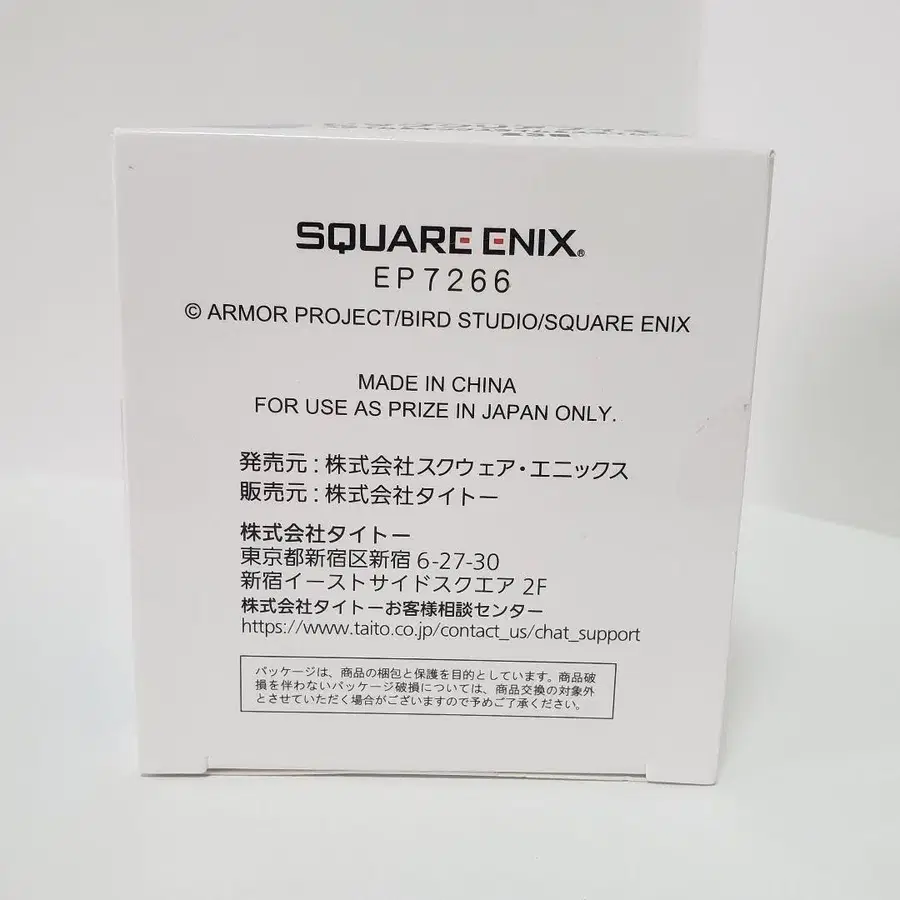 SQUARE ENIX®
EP7266
© ARMOR PROJECT/BIRD STUDIO/SQUARE ENIX
MADE IN CHINA
FOR USE AS PRIZE IN JAPAN ONLY.
発売元：株式会社スクウェア・エニックス
販売元：株式会社タイトー
株式会社タイトー
東京都新宿区新宿 6-27-30
新宿イーストサイドスクエア 2F
株式会社タイトーお客様相談センター
https://www.taito.co.jp/contact_us/chat_support
パッケージは、商品の梱包と保護を目的としています。商品破
損を伴わないパッケージ破損については、商品交換の対象外
とさせていただく場合がございますので予めご了承ください。